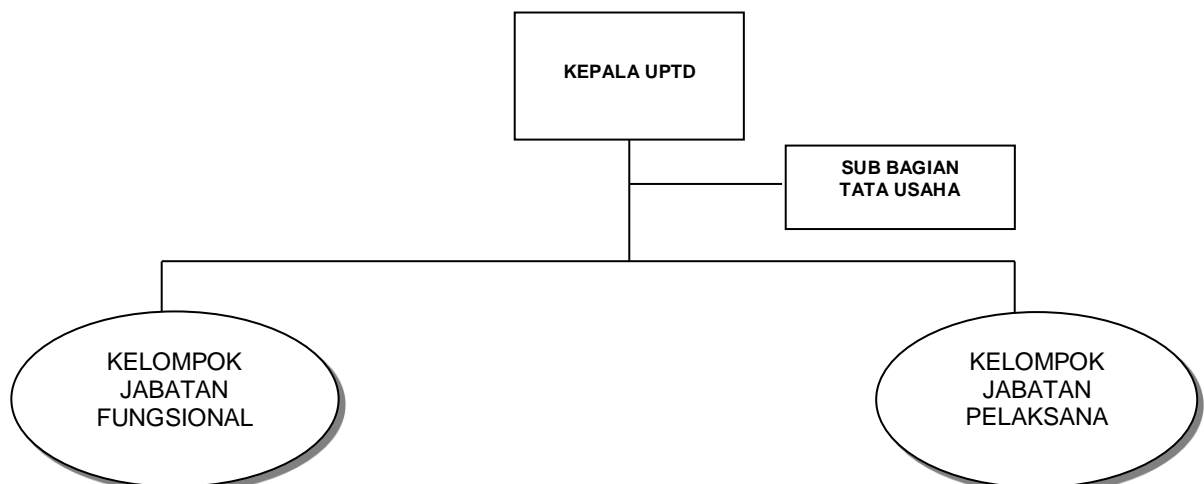 KEPALA UPTD
SUB BAGIAN
TATA USAHA
KELOMPOK
JABATAN
FUNGSIONAL
KELOMPOK
JABATAN
PELAKSANA